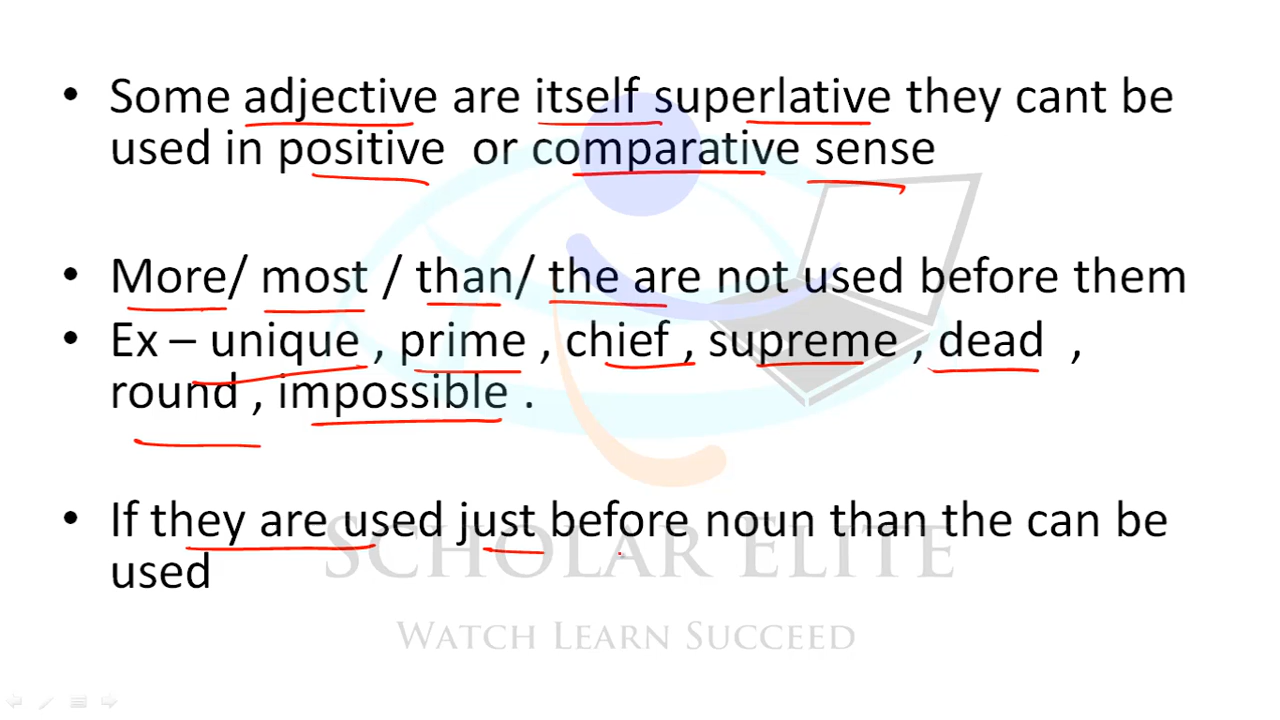 • Some adjective are itself superlative they cant be
used in positive or comparative sense
• More/ most / than/ the are not used before them
• Ex – unique , prime , chief , supreme , dead ,
round , impossible .
• If they are used just before noun than the can be
used
SCHOLAR ELITE
WATCH LEARN SUCCEED